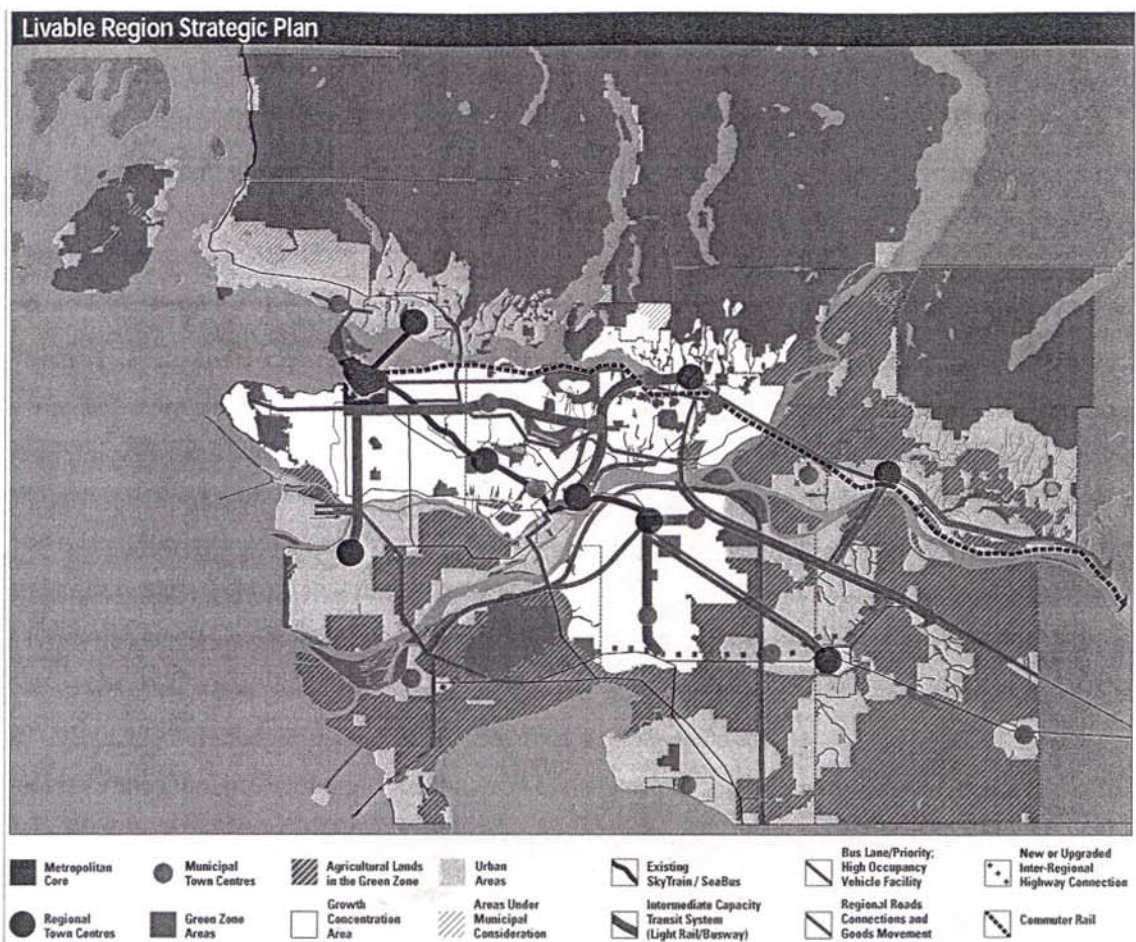 Livable Region Strategic Plan
Metropolitan
Core
Municipal
Town Centres
Agricultural Lands
in the Green Zone
Urban
Areas
Existing
SkyTrain / SeaBus
Bus Lane/Priority;
High Occupancy
Vehicle Facility
New or Upgraded
Inter-Regional
Highway Connection
Regional
Town Centres
Green Zone
Areas
Growth
Concentration
Area
Areas Under
Municipal
Consideration
Intermediate Capacity
Transit System
(Light Rail/Busway)
Regional Roads
Connections and
Goods Movement
Commuter Rail